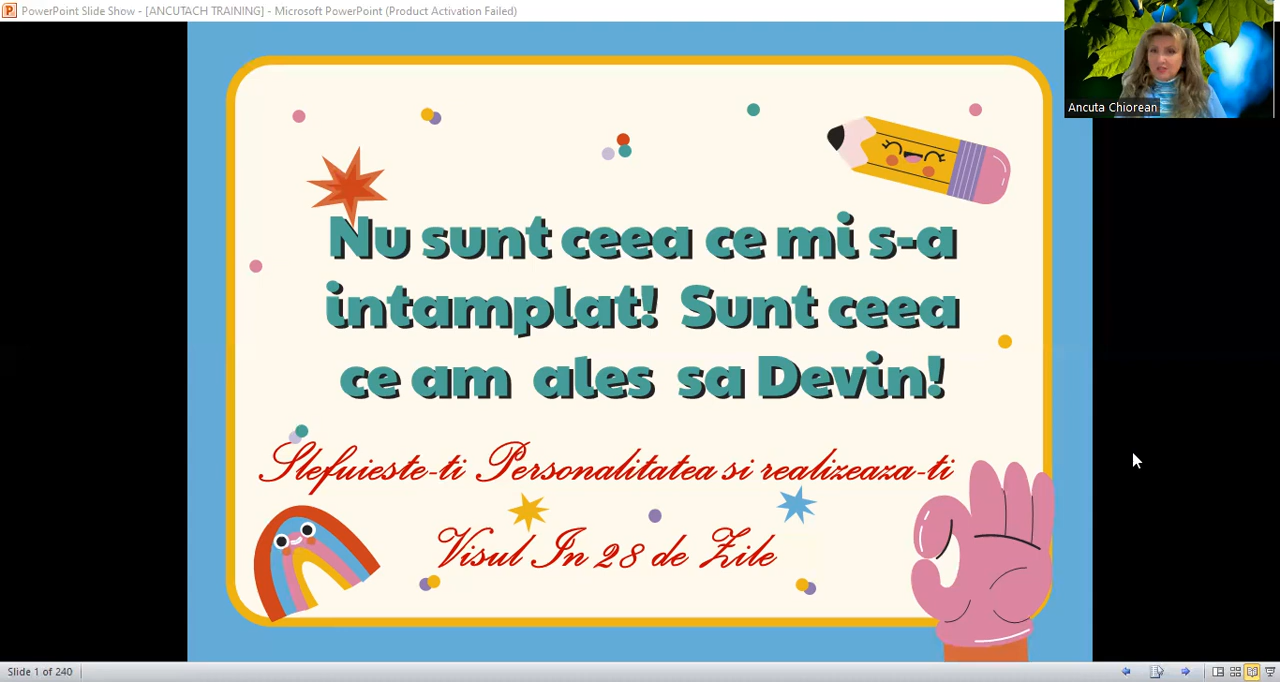 PowerPoint Slide Show - [ANCUTACH TRAINING] - Microsoft PowerPoint (Product Activation Failed)
Ancuta Chiorean
Nu sunt ceea ce mi s-a
intamplat! Sunt ceea
ce am ales sa Devin!
Slefuieste-ti Personalitatea si realizeaza-ti
Visul In 28 de Zile
Slide 1 of 240